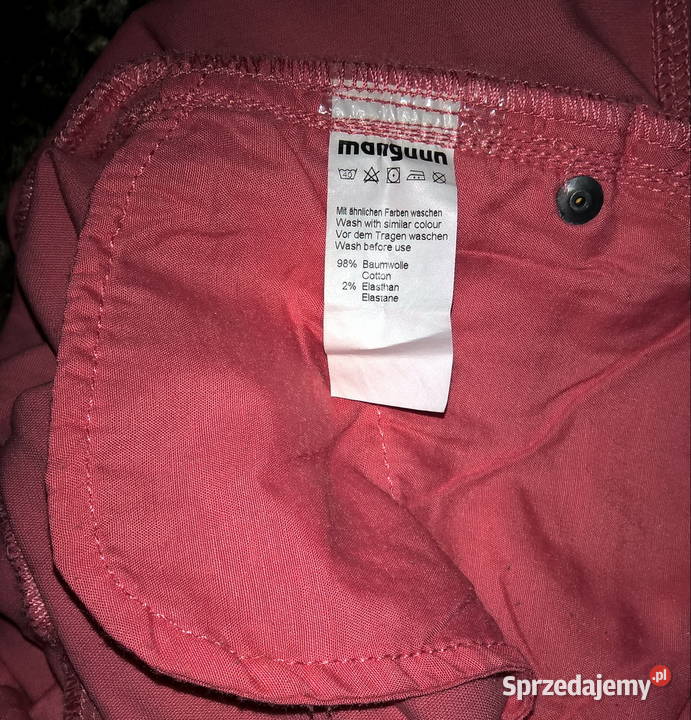 manguun
40
Mit ähnlichen Farben waschen
Wash with similar colour
Vor dem Tragen waschen
Wash before use
98% Baumwolle
Cotton
2% Elasthan
Elastane
Sprzedajemy.pl